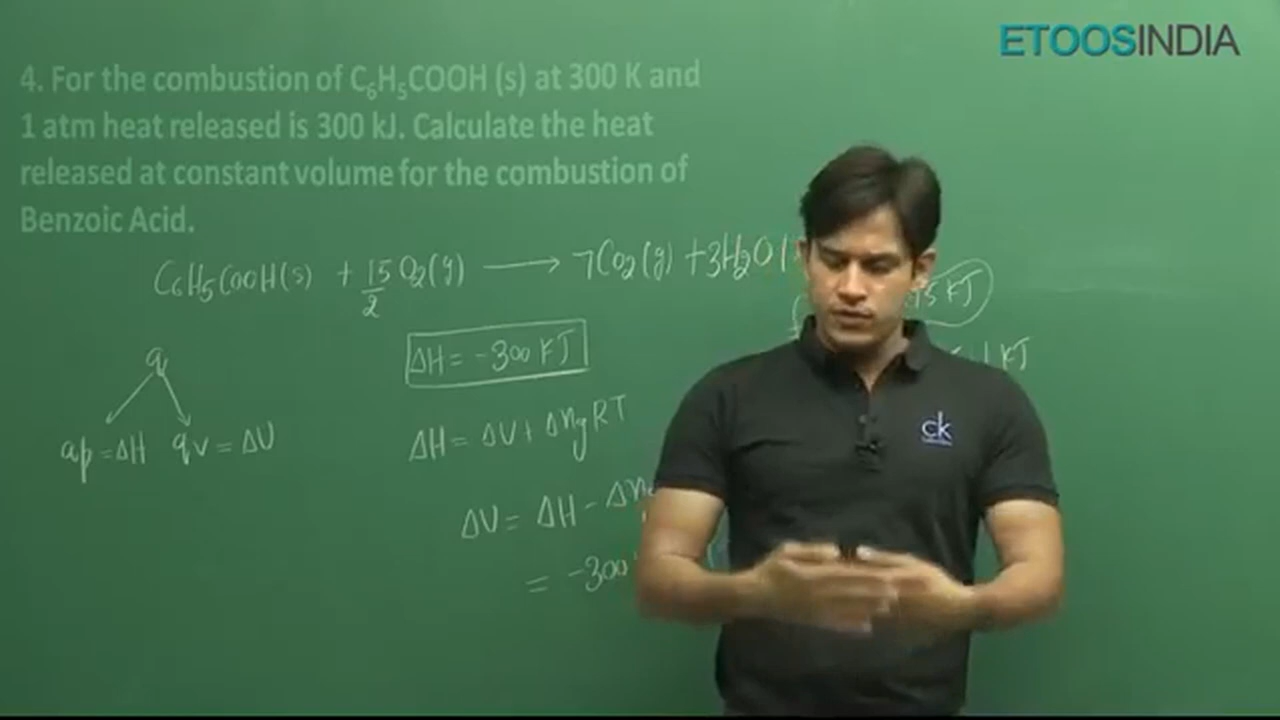 ETOOSINDIA
4. For the combustion of C₆H₅COOH (s) at 300 K and
1 atm heat released is 300 kJ. Calculate the heat
released at constant volume for the combustion of
Benzoic Acid.
C6H5COOH(s) + 15/2 O2(g) ⟶ 7CO2(g) + 3H2O(
KJ
ΔH = -300 KJ
KJ
q
qp = ΔH qv = ΔU
ΔH = ΔU + ΔngRT
ΔU = ΔH -
= -300
ck